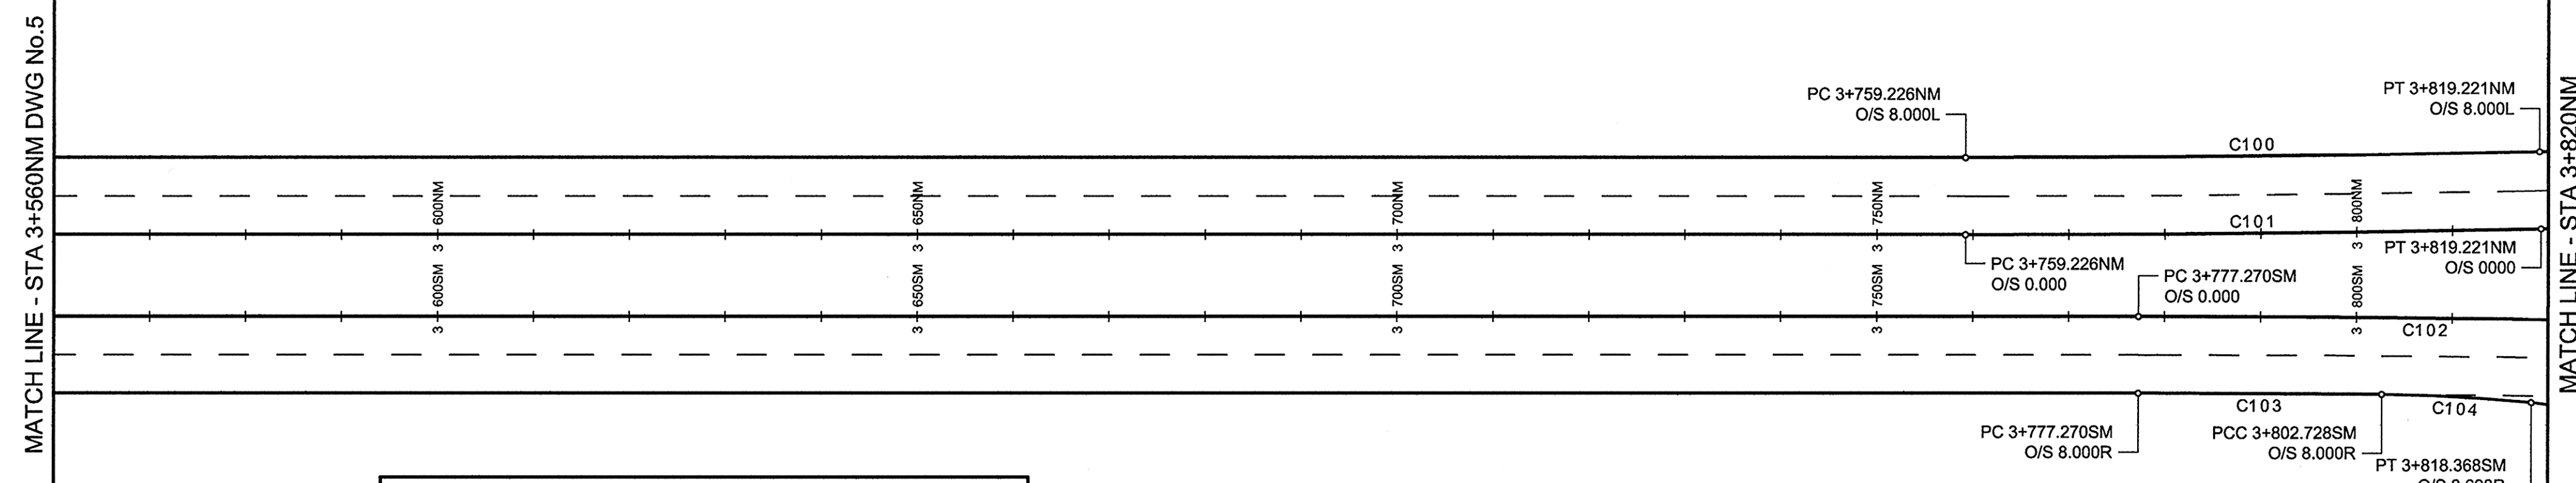 MATCH LINE - STA 3+560NM DWG No.5
PC 3+759.226NM
O/S 8.000L
PT 3+819.221NM
O/S 8.000L
C100
3 600NM
3 650NM
3 700NM
3 750NM
3 800NM
C101
PC 3+759.226NM
O/S 0.000
PT 3+819.221NM
O/S 0000
PC 3+777.270SM
O/S 0.000
3 600SM
3 650SM
3 700SM
3 750SM
3 800SM
C102
C103
C104
PC 3+777.270SM
O/S 8.000R
PCC 3+802.728SM
O/S 8.000R
PT 3+818.368SM
MATCH LINE - STA 3+820NM